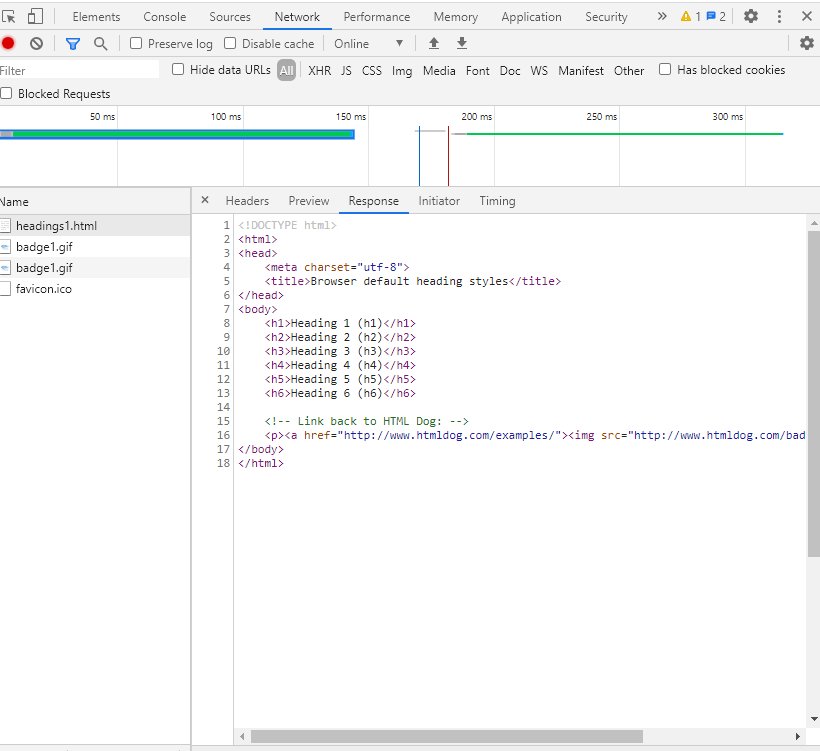 Elements Console Sources Network Performance Memory Application Security » 1 2
Preserve log Disable cache Online
Filter Hide data URLs All XHR JS CSS Img Media Font Doc WS Manifest Other Has blocked cookies
Blocked Requests
50 ms 100 ms 150 ms 200 ms 250 ms 300 ms
Name
headings1.html
badge1.gif
badge1.gif
favicon.ico
× Headers Preview Response Initiator Timing
1 <!DOCTYPE html>
2 <html>
3 <head>
4 <meta charset="utf-8">
5 <title>Browser default heading styles</title>
6 </head>
7 <body>
8 <h1>Heading 1 (h1)</h1>
9 <h2>Heading 2 (h2)</h2>
10 <h3>Heading 3 (h3)</h3>
11 <h4>Heading 4 (h4)</h4>
12 <h5>Heading 5 (h5)</h5>
13 <h6>Heading 6 (h6)</h6>
14
15 <!-- Link back to HTML Dog: -->
16 <p><a href="http://www.htmldog.com/examples/"><img src="http://www.htmldog.com/bad
17 </body>
18 </html>